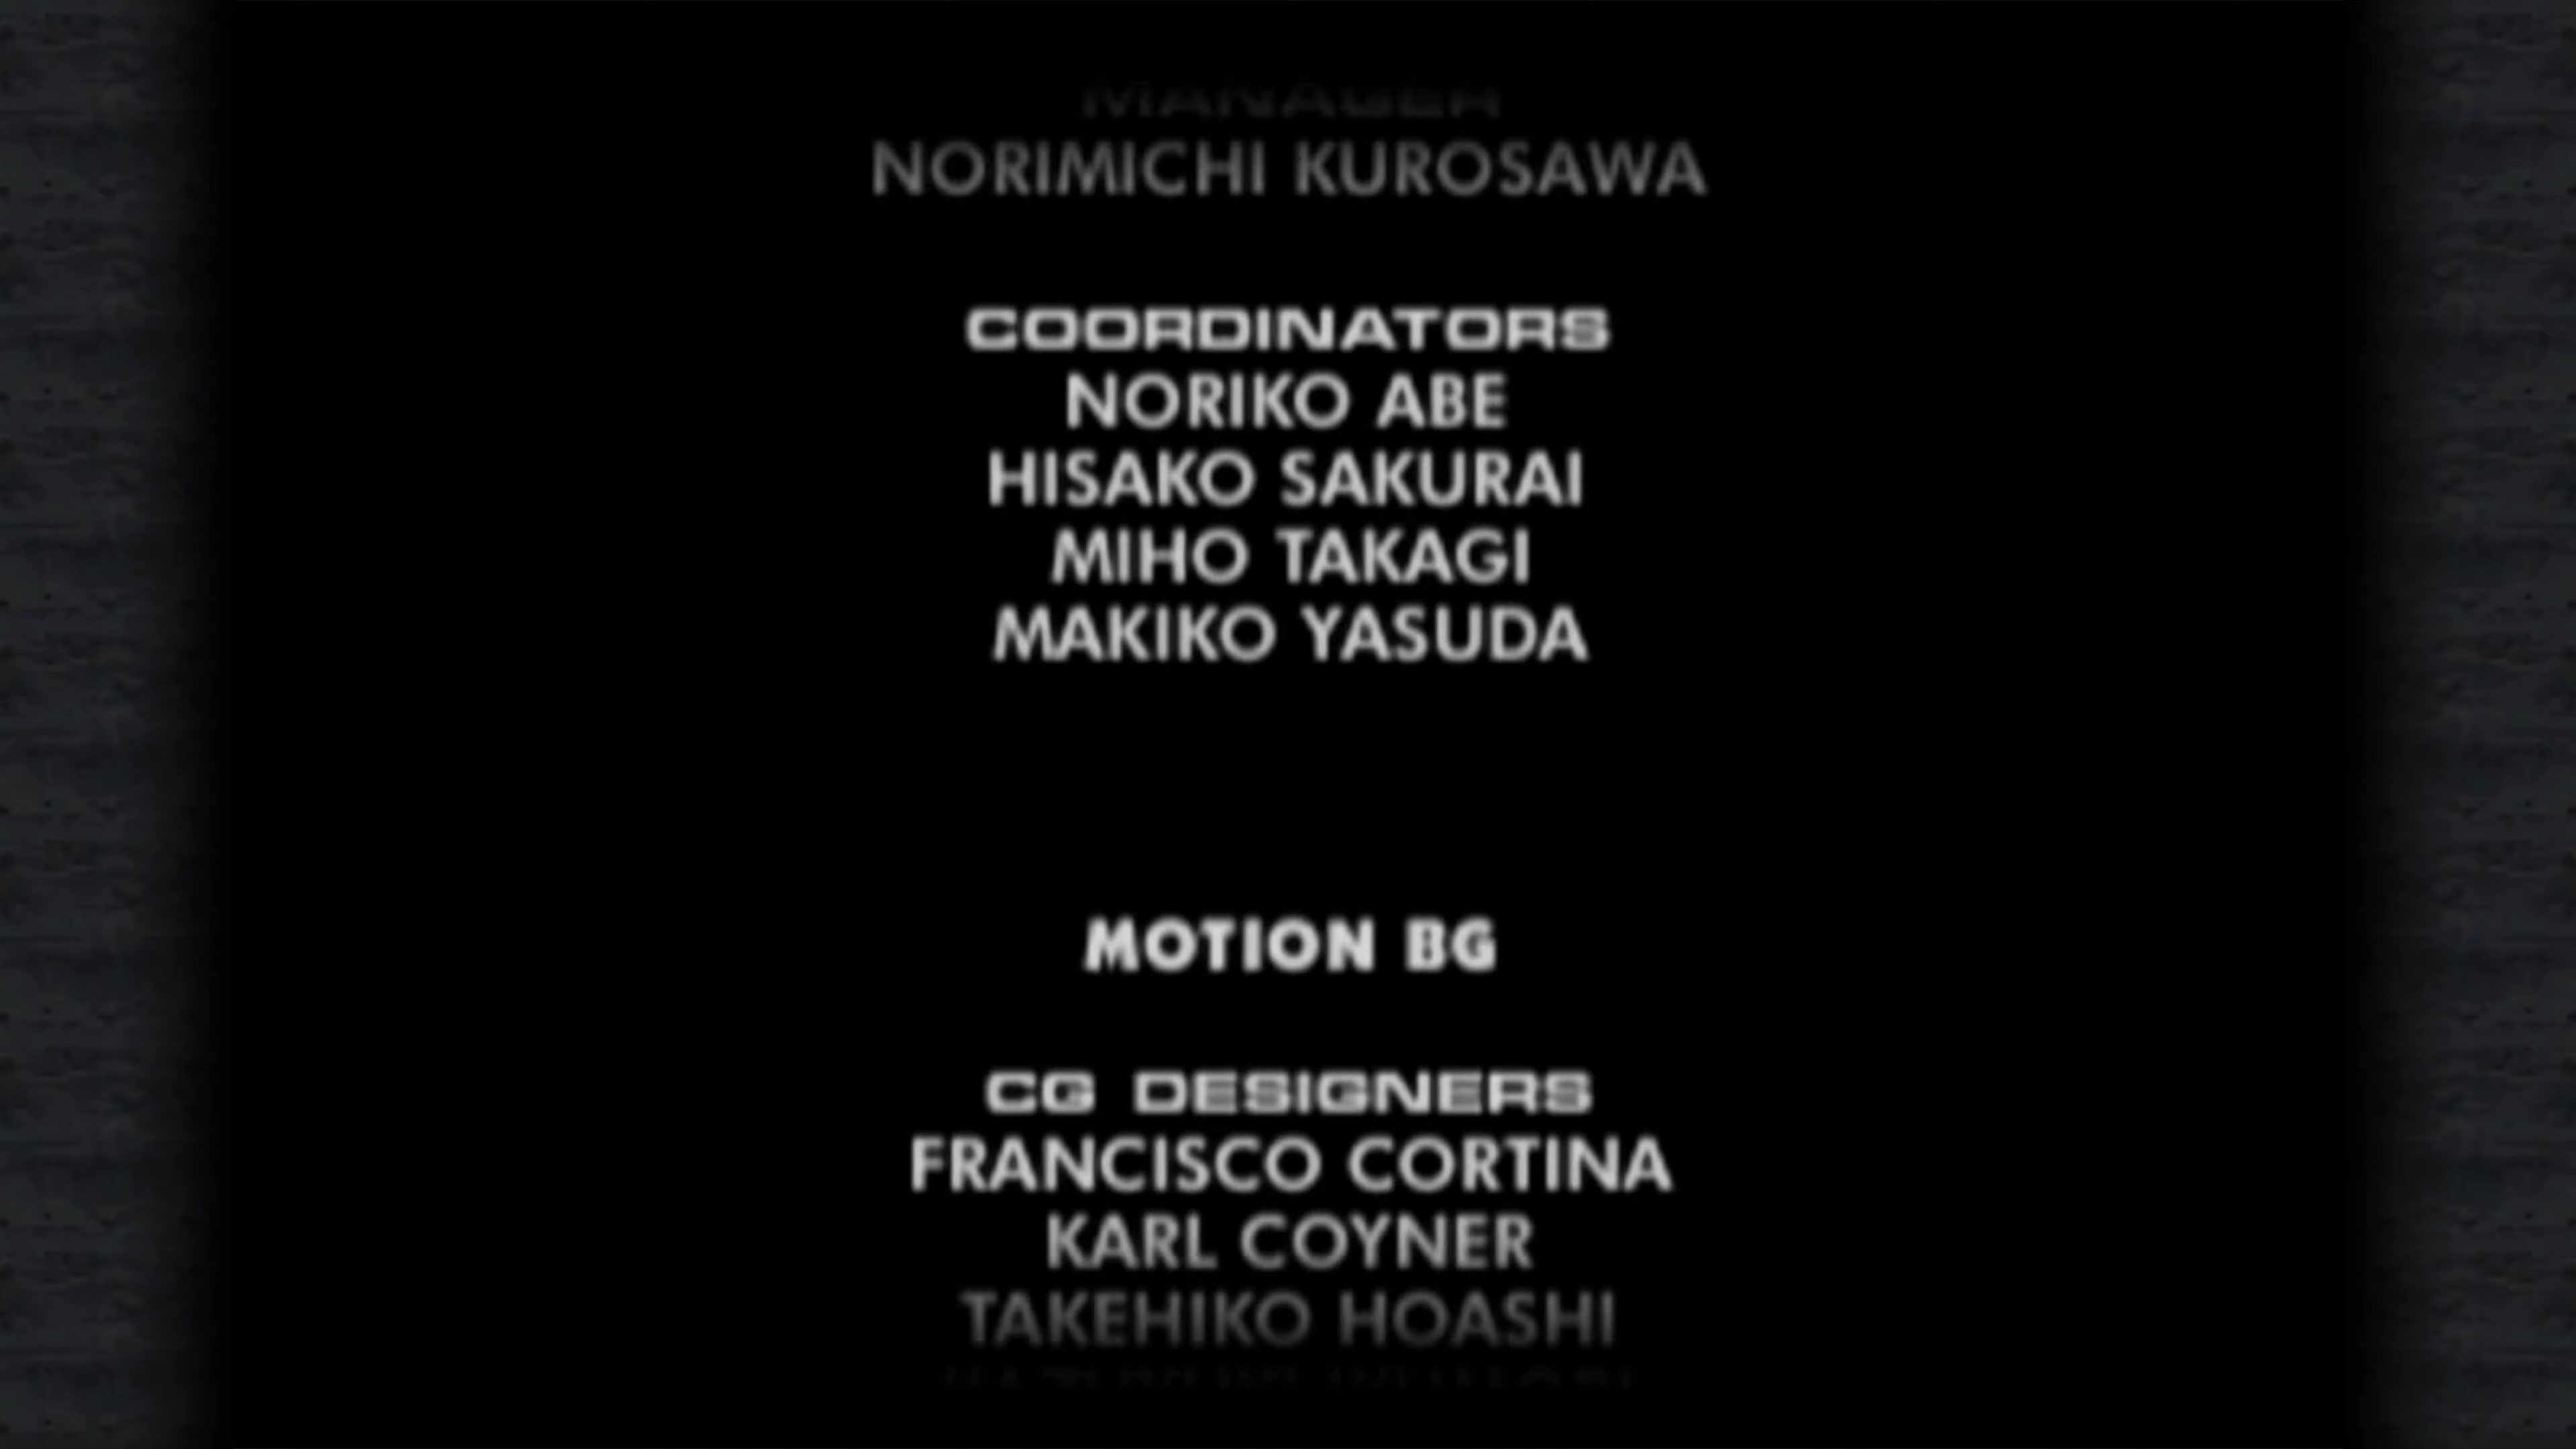 MANAGER
NORIMICHI KUROSAWA
COORDINATORS
NORIKO ABE
HISAKO SAKURAI
MIHO TAKAGI
MAKIKO YASUDA
MOTION BG
CG DESIGNERS
FRANCISCO CORTINA
KARL COYNER
TAKEHIKO HOASHI